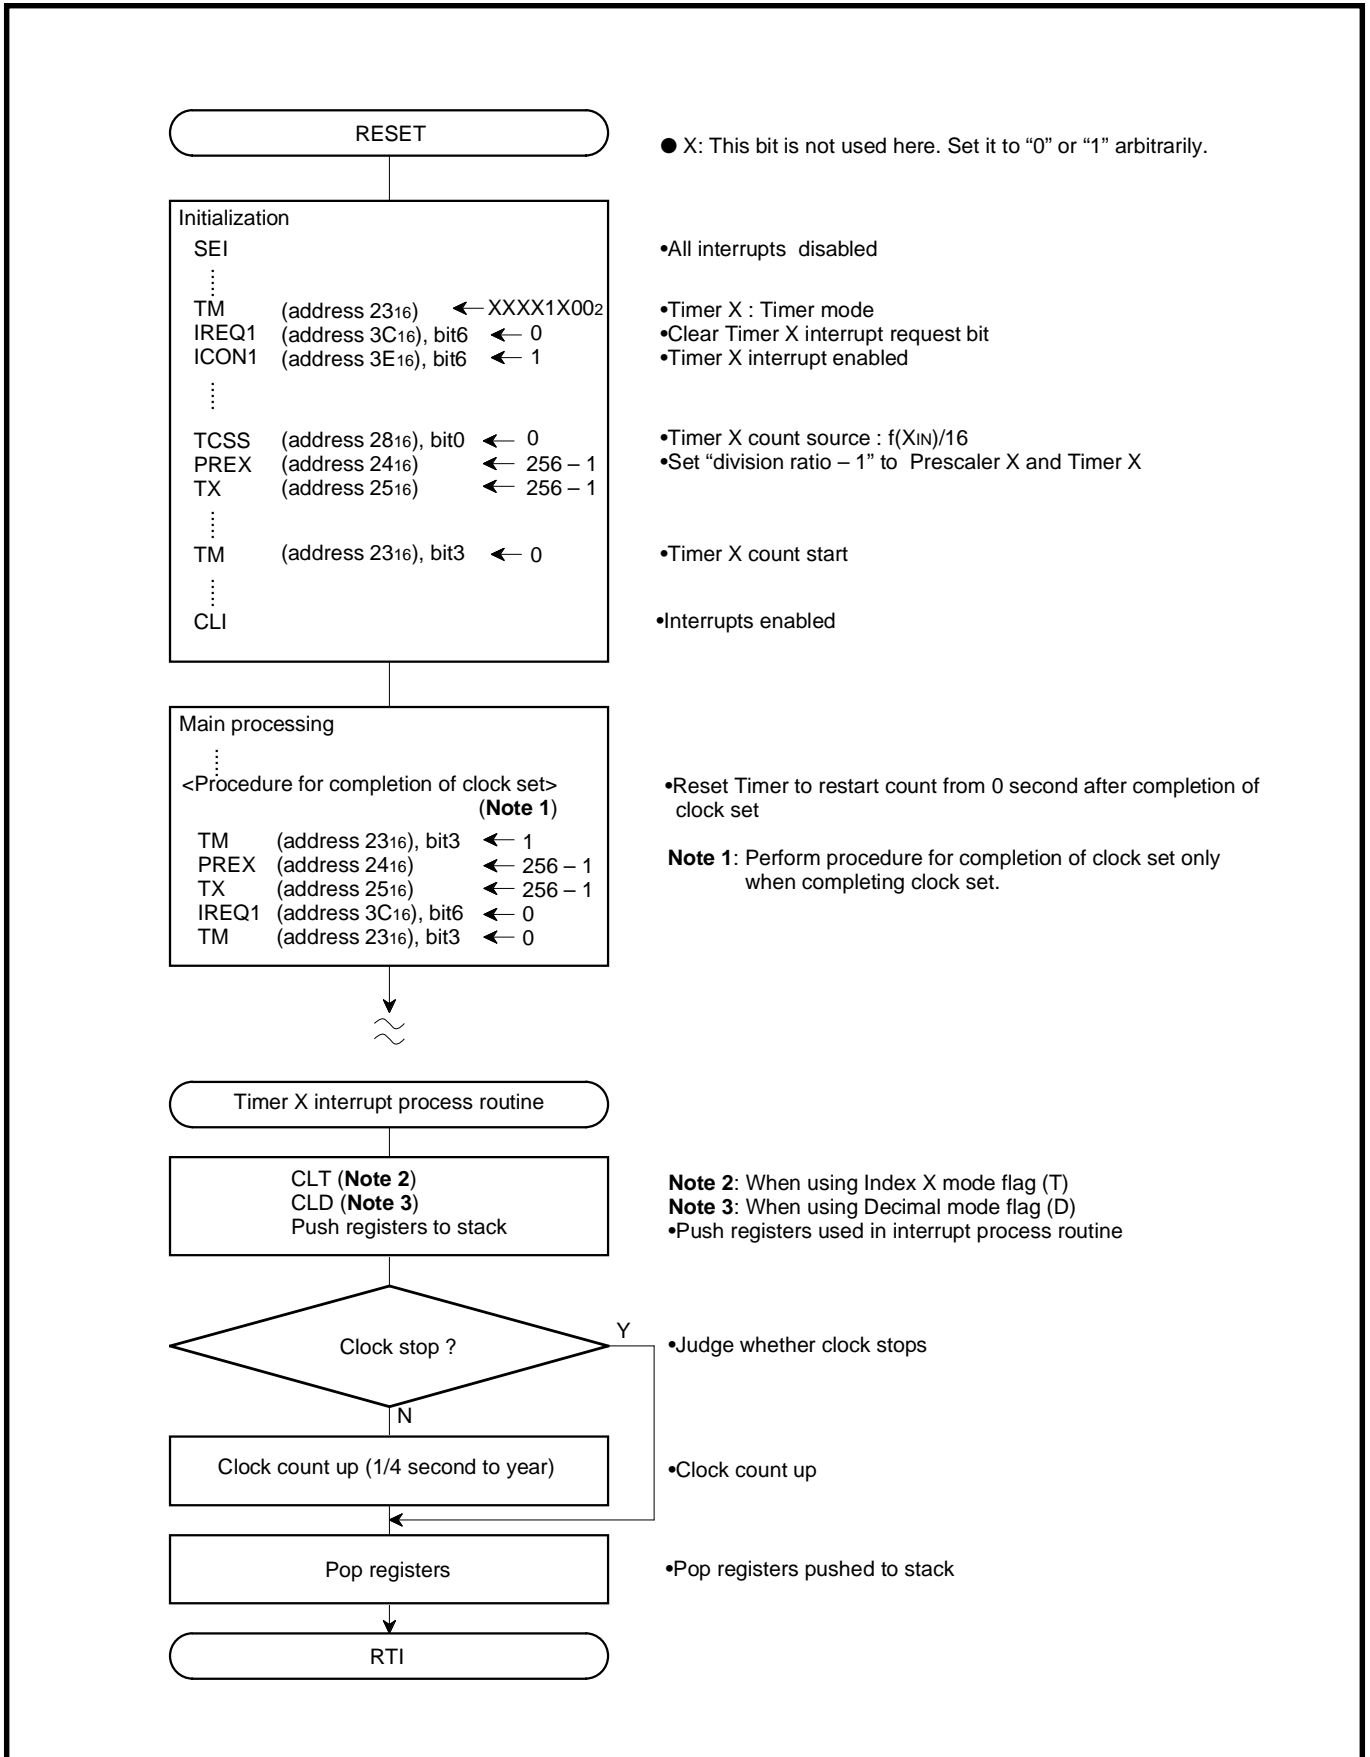 RESET
● X: This bit is not used here. Set it to “0” or “1” arbitrarily.
Initialization
SEI •All interrupts disabled
TM (address 2316) ← XXXX1X002 •Timer X : Timer mode
IREQ1 (address 3C16), bit6 ← 0 •Clear Timer X interrupt request bit
ICON1 (address 3E16), bit6 ← 1 •Timer X interrupt enabled
TCSS (address 2816), bit0 ← 0 •Timer X count source : f(XIN)/16
PREX (address 2416) ← 256 – 1 •Set “division ratio – 1” to Prescaler X and Timer X
TX (address 2516) ← 256 – 1
TM (address 2316), bit3 ← 0 •Timer X count start
CLI •Interrupts enabled
Main processing
<Procedure for completion of clock set> •Reset Timer to restart count from 0 second after completion of
(Note 1) clock set
TM (address 2316), bit3 ← 1 Note 1: Perform procedure for completion of clock set only
PREX (address 2416) ← 256 – 1 when completing clock set.
TX (address 2516) ← 256 – 1
IREQ1 (address 3C16), bit6 ← 0
TM (address 2316), bit3 ← 0
Timer X interrupt process routine
CLT (Note 2) Note 2: When using Index X mode flag (T)
CLD (Note 3) Note 3: When using Decimal mode flag (D)
Push registers to stack •Push registers used in interrupt process routine
Y
Clock stop ? •Judge whether clock stops
N
Clock count up (1/4 second to year) •Clock count up
Pop registers •Pop registers pushed to stack
RTI